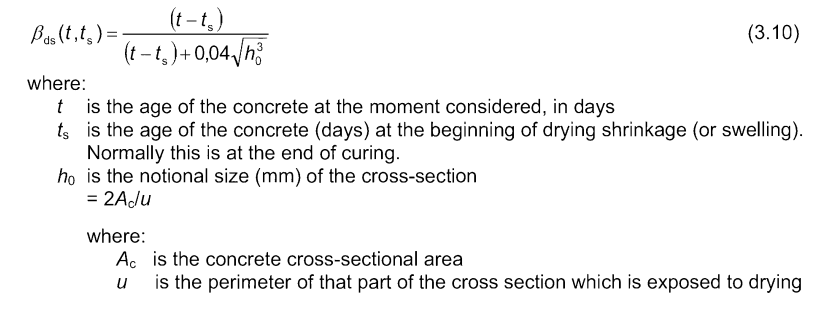 β_ds(t,t_s) = (t − t_s) / ((t − t_s) + 0,04√(h_0^3)) (3.10)
where:
t is the age of the concrete at the moment considered, in days
t_s is the age of the concrete (days) at the beginning of drying shrinkage (or swelling).
Normally this is at the end of curing.
h_0 is the notional size (mm) of the cross-section
= 2A_c/u
where:
A_c is the concrete cross-sectional area
u is the perimeter of that part of the cross section which is exposed to drying